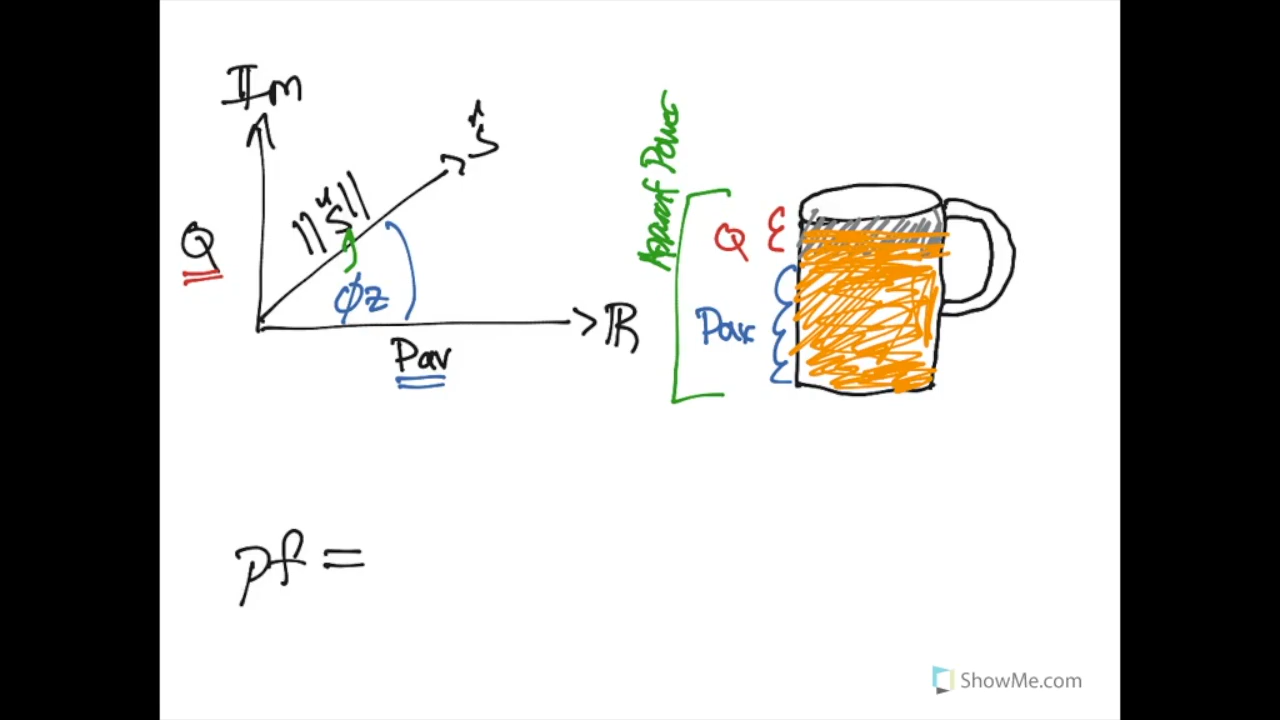 Im
Ŝ
||Ŝ||
Q
ϕz
ℝ
Pav
Apparent Power
Q
Pav
pf =
ShowMe.com